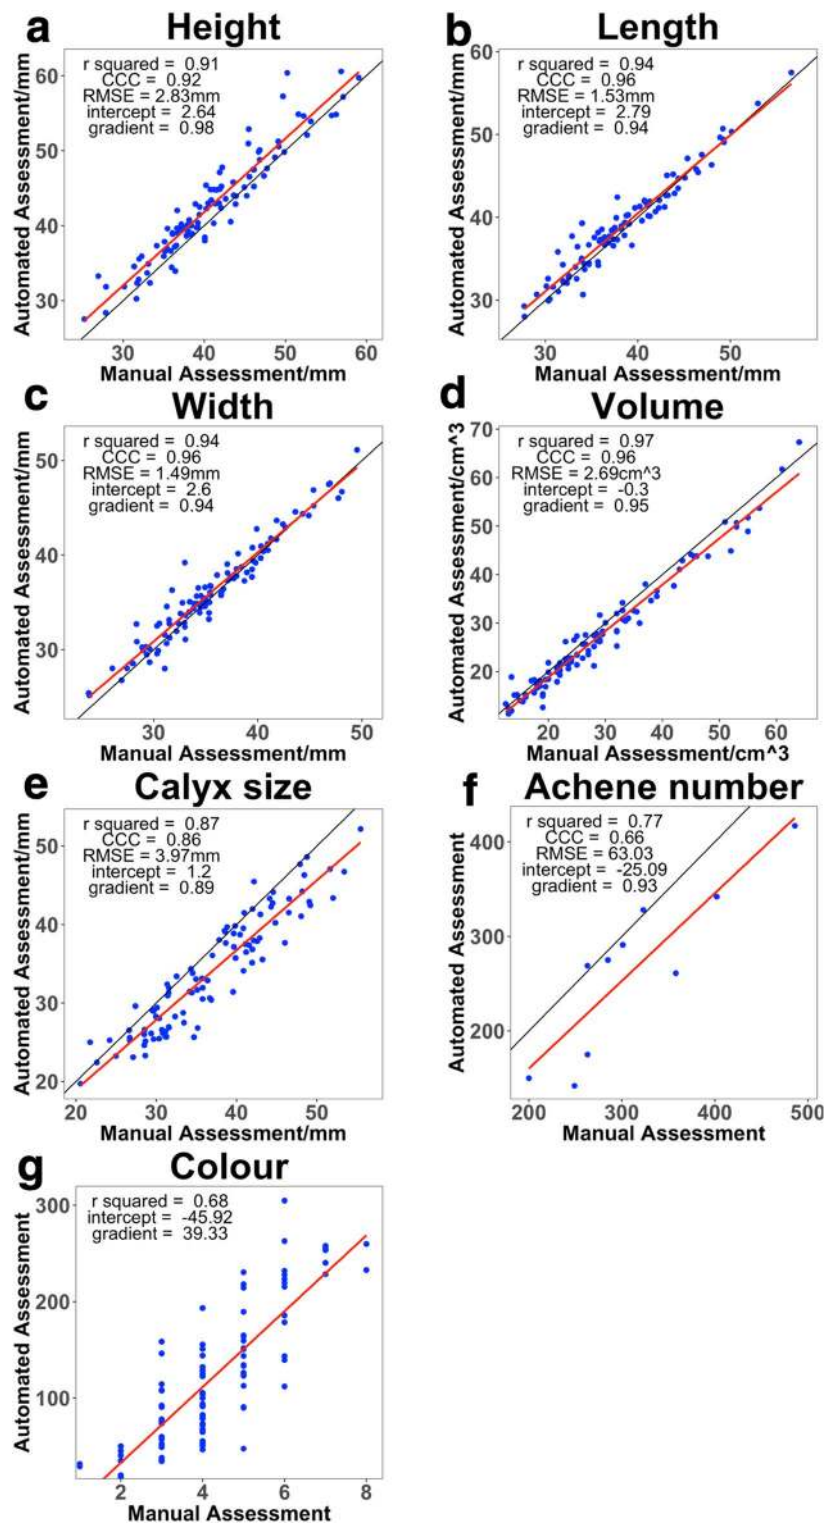 a Height
r squared = 0.91
CCC = 0.92
RMSE = 2.83mm
intercept = 2.64
gradient = 0.98
Automated Assessment/mm
60
50
40
30
30 40 50 60
Manual Assessment/mm
b Length
r squared = 0.94
CCC = 0.96
RMSE = 1.53mm
intercept = 2.79
gradient = 0.94
Automated Assessment/mm
60
50
40
30
30 40 50
Manual Assessment/mm
c Width
r squared = 0.94
CCC = 0.96
RMSE = 1.49mm
intercept = 2.6
gradient = 0.94
Automated Assessment/mm
50
40
30
30 40 50
Manual Assessment/mm
d Volume
r squared = 0.97
CCC = 0.96
RMSE = 2.69cm^3
intercept = -0.3
gradient = 0.95
Automated Assessment/cm^3
70
60
50
40
30
20
20 30 40 50 60
Manual Assessment/cm^3
e Calyx size
r squared = 0.87
CCC = 0.86
RMSE = 3.97mm
intercept = 1.2
gradient = 0.89
Automated Assessment/mm
50
40
30
20
20 30 40 50
Manual Assessment/mm
f Achene number
r squared = 0.77
CCC = 0.66
RMSE = 63.03
intercept = -25.09
gradient = 0.93
Automated Assessment
400
300
200
200 300 400 500
Manual Assessment
g Colour
r squared = 0.68
intercept = -45.92
gradient = 39.33
Automated Assessment
300
200
100
2 4 6 8
Manual Assessment